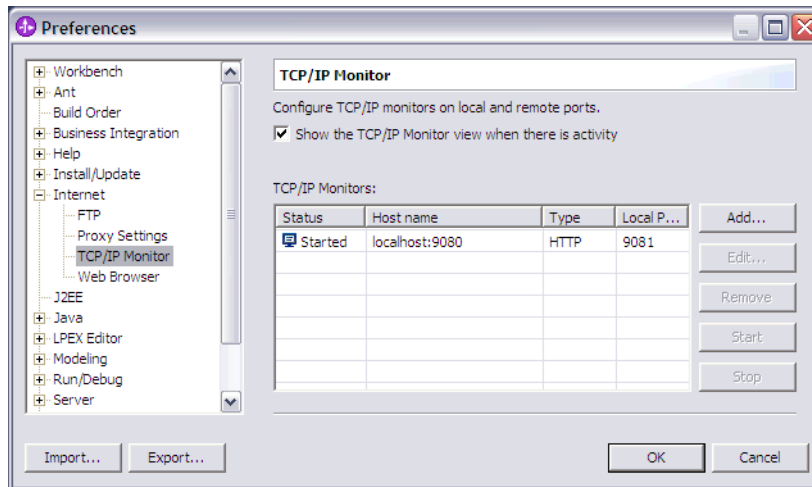 Preferences
Workbench
Ant
Build Order
Business Integration
Help
Install/Update
Internet
FTP
Proxy Settings
TCP/IP Monitor
Web Browser
J2EE
Java
LPEX Editor
Modeling
Run/Debug
Server
TCP/IP Monitor
Configure TCP/IP monitors on local and remote ports.
Show the TCP/IP Monitor view when there is activity
TCP/IP Monitors:
Status Host name Type Local P...
Started localhost:9080 HTTP 9081
Add...
Edit...
Remove
Start
Stop
Import... Export... OK Cancel